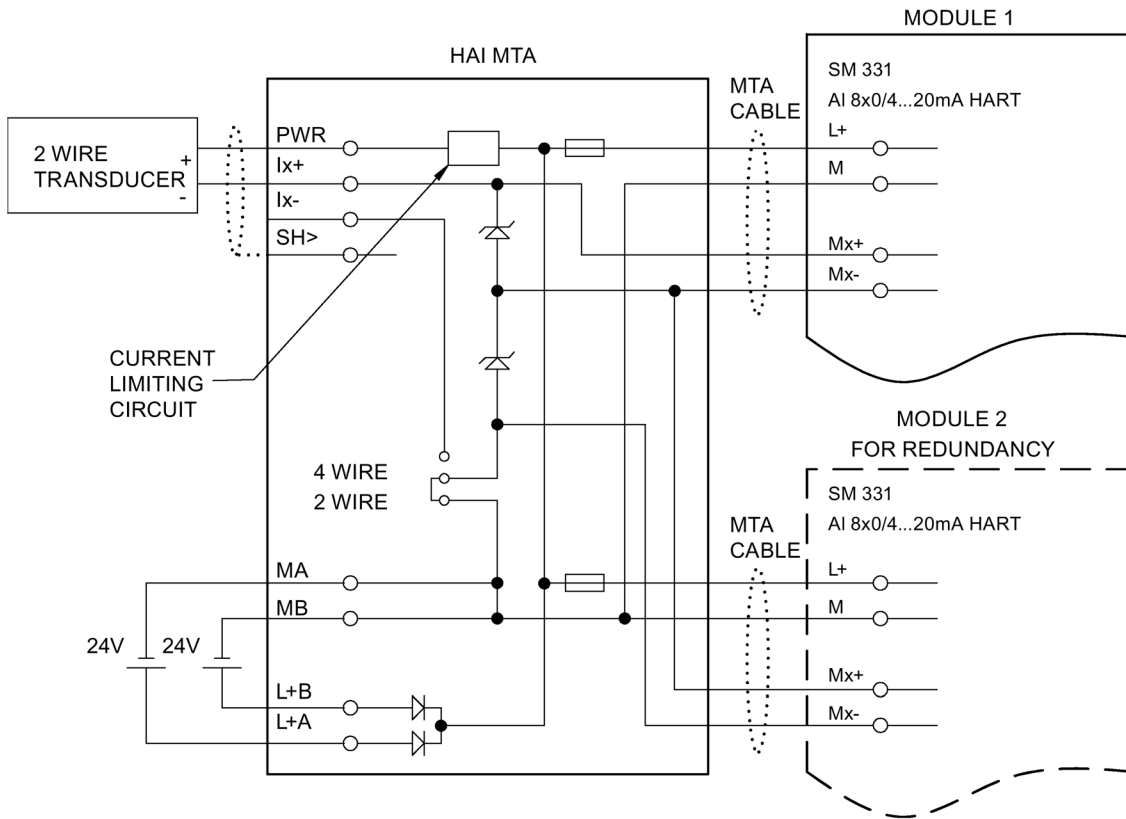 MODULE 1
HAI MTA
SM 331
AI 8x0/4...20mA HART
MTA
CABLE
L+
M
Mx+
Mx-
2 WIRE
TRANSDUCER
+
-
PWR
Ix+
Ix-
SH>
CURRENT
LIMITING
CIRCUIT
4 WIRE
2 WIRE
MODULE 2
FOR REDUNDANCY
SM 331
AI 8x0/4...20mA HART
MTA
CABLE
L+
M
Mx+
Mx-
MA
MB
24V
24V
L+B
L+A